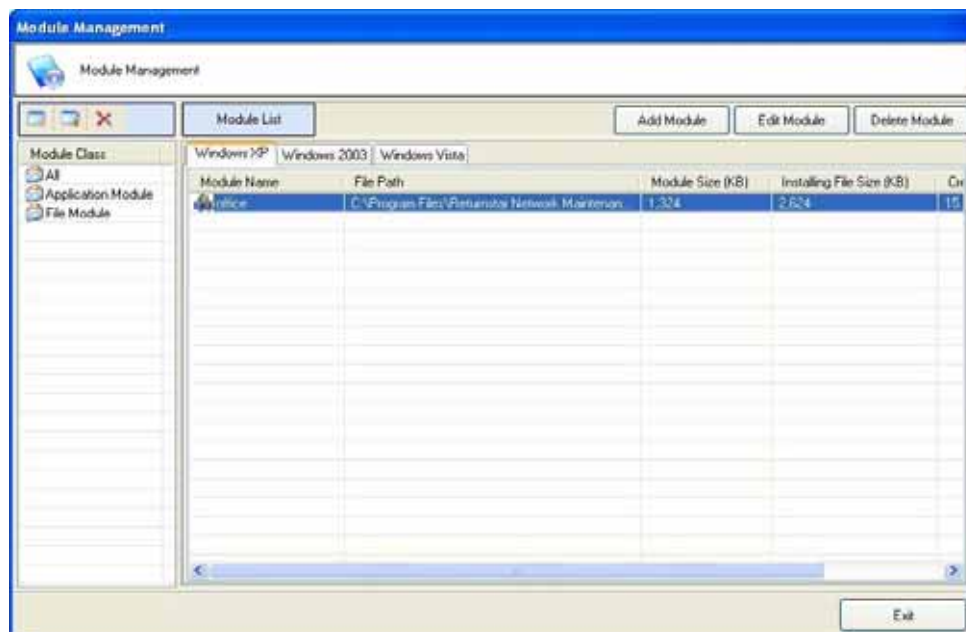 Module Management
Module Management
Module List
Add Module
Edit Module
Delete Module
Module Class
All
Application Module
File Module
Windows XP
Windows 2003
Windows Vista
Module Name
File Path
Module Size (KB)
Installing File Size (KB)
Cre
office
C:\Program Files\Returnstar Network Maintenan..
1,324
2,624
15
Exit